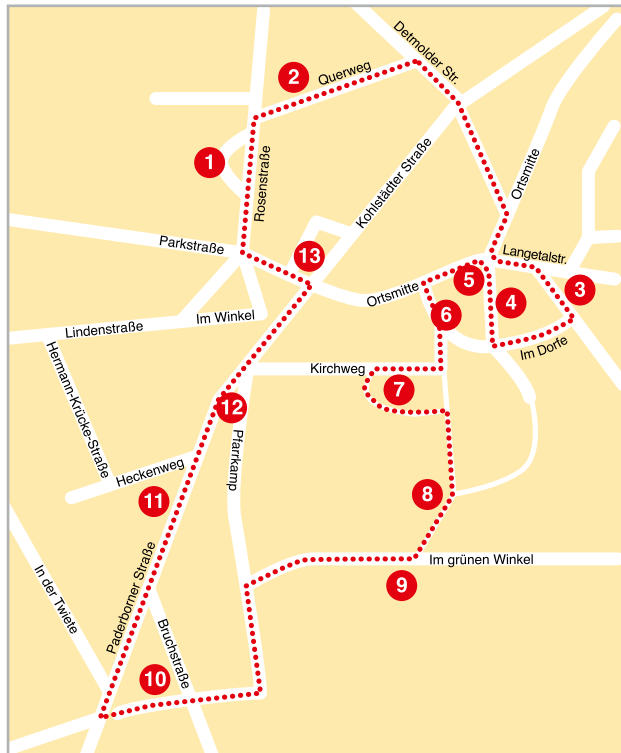 Detmolder Str.
2
Querweg
1
Rosenstraße
Kohlstädter Straße
Ortsmitte
Parkstraße
13
Langetalstr.
5
3
4
Ortsmitte
6
Im Winkel
Lindenstraße
Im Dorfe
Kirchweg
7
Hermann-Krücke-Straße
12
Pfarrkamp
Heckenweg
11
8
Im grünen Winkel
9
Paderborner Straße
In der Twiete
Bruchstraße
10